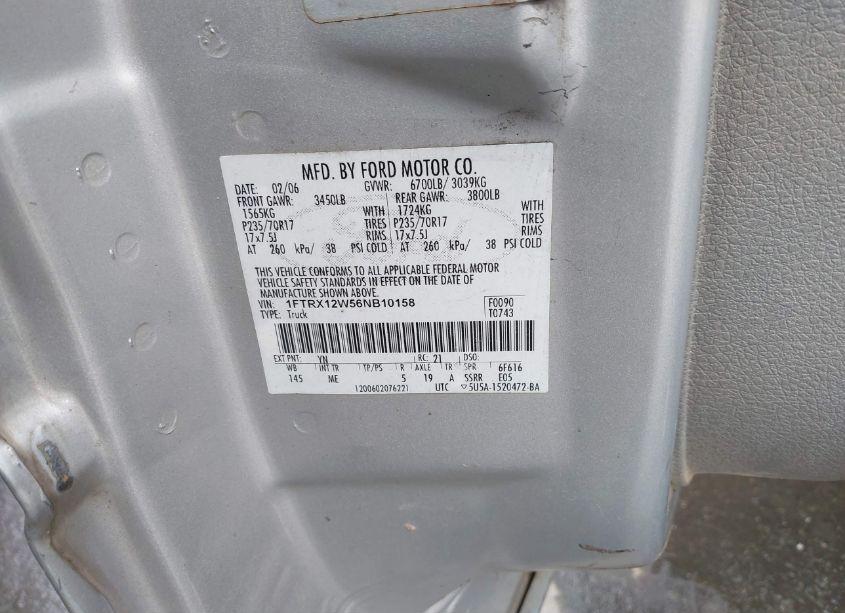 MFD. BY FORD MOTOR CO.
DATE: 02/06 GVWR: 6700LB/ 3039KG
FRONT GAWR: 3450LB REAR GAWR: 3800LB
1565KG WITH 1724KG WITH
P235/70R17 TIRES P235/70R17 TIRES
17x7.5J RIMS 17x7.5J RIMS
AT 260 kPa/ 38 PSI COLD AT 260 kPa/ 38 PSI COLD
THIS VEHICLE CONFORMS TO ALL APPLICABLE FEDERAL MOTOR
VEHICLE SAFETY STANDARDS IN EFFECT ON THE DATE OF
MANUFACTURE SHOWN ABOVE.
VIN: 1FTRX12W56NB10158 F0090
TYPE: Truck T0743
EXT PNT: YN RC: 21 DSO:
WB INT TR TP/PS R AXLE TR SPR 6F616
145 ME 5 19 A SSRR E05
1200602076221 UTC 5U5A-1520472-BA